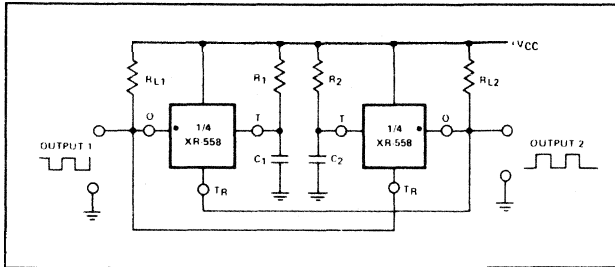 +VCC
RL1
R1
R2
RL2
O
T
T
O
1/4
XR-558
1/4
XR-558
OUTPUT 1
C1
C2
OUTPUT 2
TR
TR